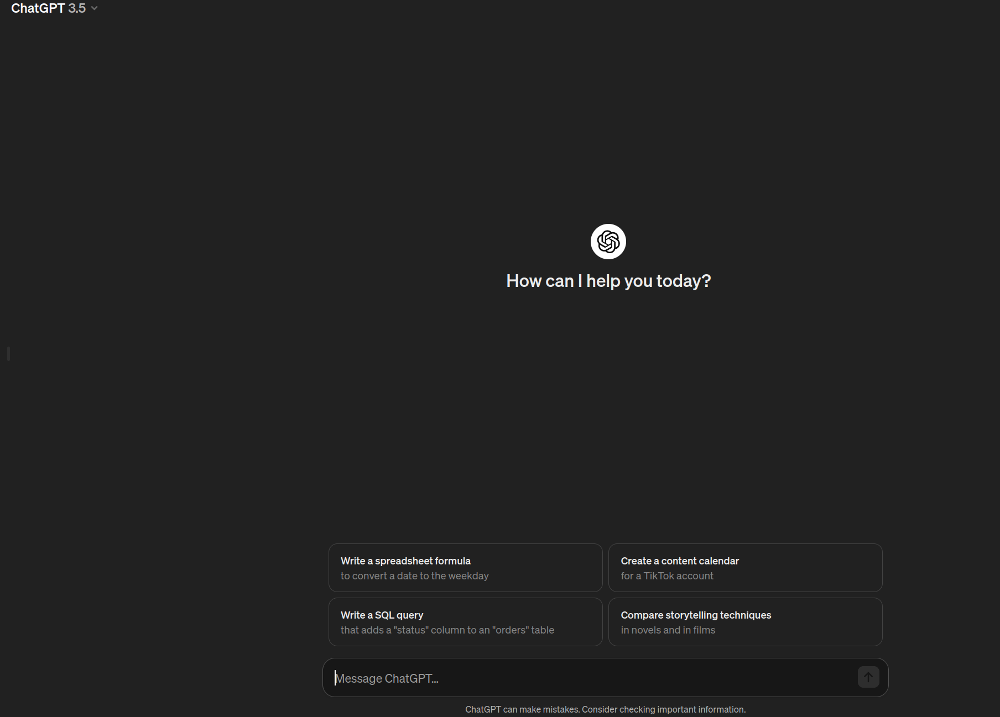 ChatGPT 3.5
How can I help you today?
Write a spreadsheet formula
to convert a date to the weekday
Create a content calendar
for a TikTok account
Write a SQL query
that adds a "status" column to an "orders" table
Compare storytelling techniques
in novels and in films
Message ChatGPT...
ChatGPT can make mistakes. Consider checking important information.